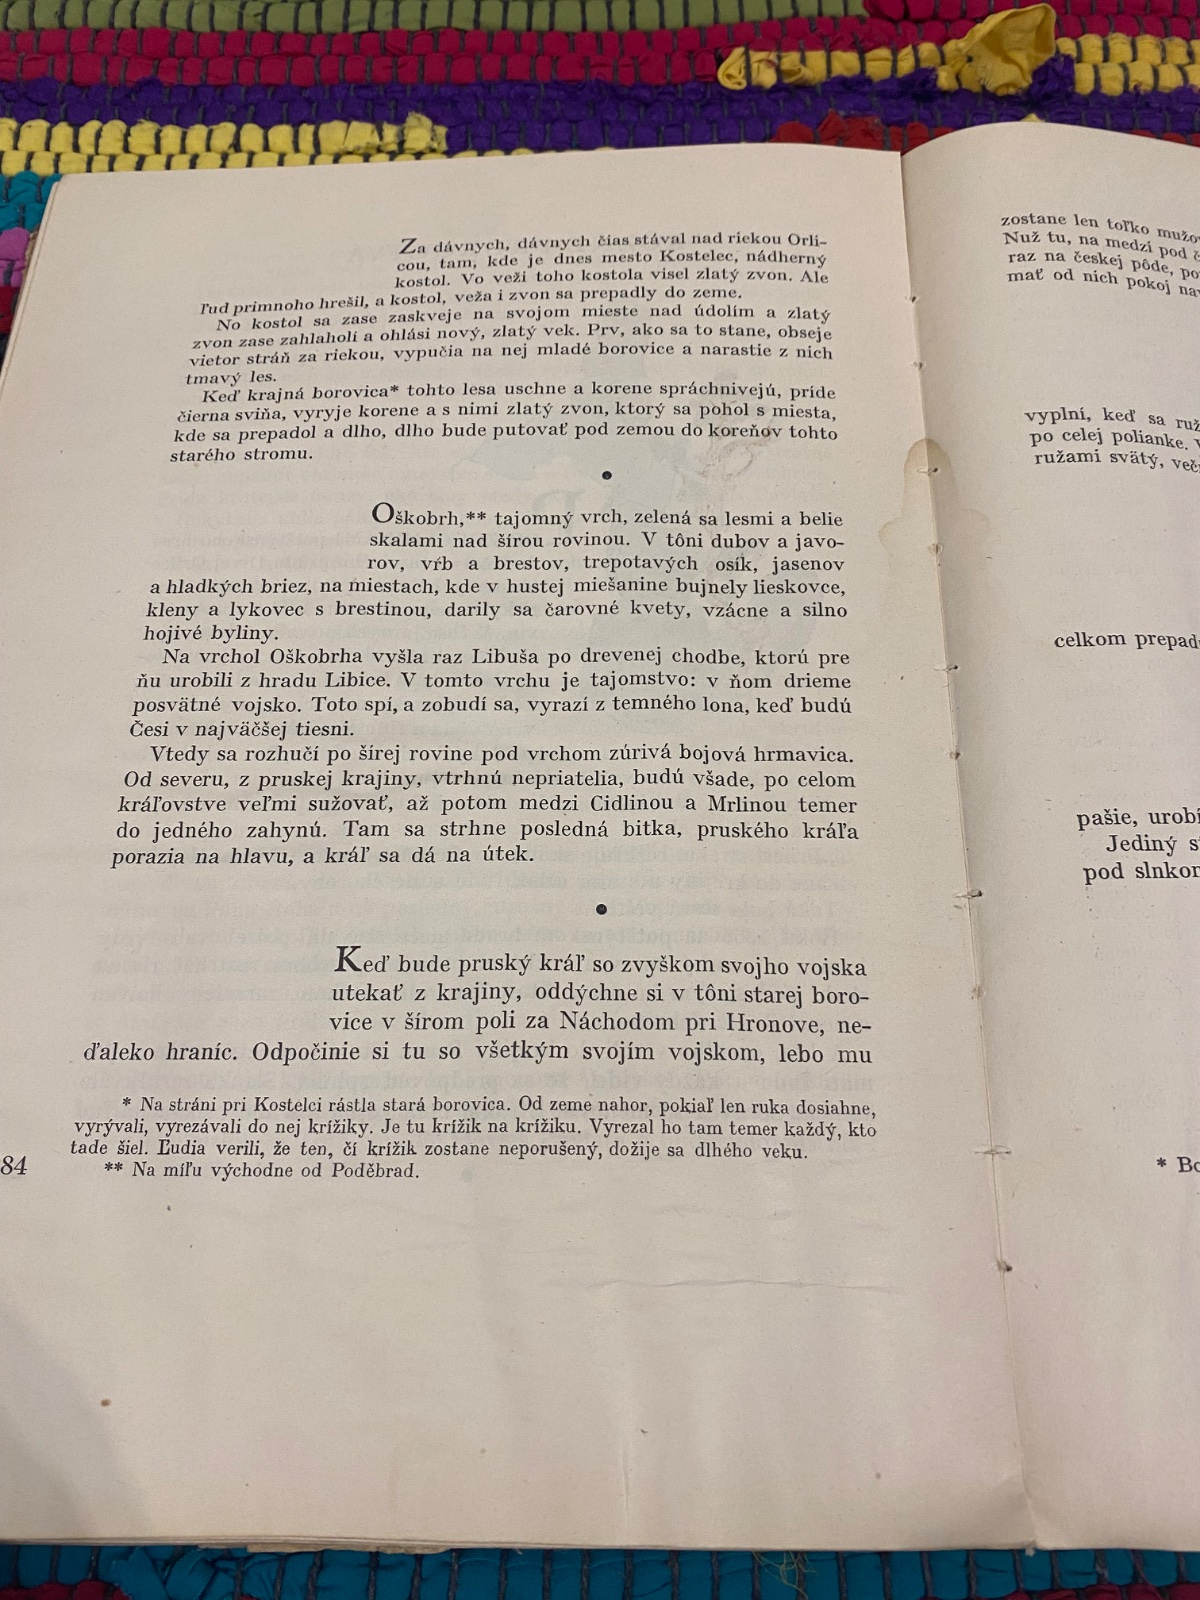 Za dávnych, dávnych čias stával nad riekou Orli-
cou, tam, kde je dnes mesto Kostelec, nádherný
kostol. Vo veži toho kostola visel zlatý zvon. Ale
ľud primnoho hrešil, a kostol, veža i zvon sa prepadly do zeme.
No kostol sa zase zaskveje na svojom mieste nad údolím a zlatý
zvon zase zahlaholí a ohlási nový, zlatý vek. Prv, ako sa to stane, obseje
vietor stráň za riekou, vypučia na nej mladé borovice a narastie z nich
tmavý les.
Keď krajná borovica* tohto lesa uschne a korene spráchnivejú, príde
čierna sviňa, vyryje korene a s nimi zlatý zvon, ktorý sa pohol s miesta,
kde sa prepadol a dlho, dlho bude putovať pod zemou do koreňov tohto
starého stromu.
•
Oškobrh,** tajomný vrch, zelená sa lesmi a belie
skalami nad šírou rovinou. V tôni dubov a javo-
rov, vŕb a brestov, trepotavých osík, jasenov
a hladkých briez, na miestach, kde v hustej miešanine bujnely lieskovce,
kleny a lykovec s brestinou, darily sa čarovné kvety, vzácne a silno
hojivé byliny.
Na vrchol Oškobrha vyšla raz Libuša po drevenej chodbe, ktorú pre
ňu urobili z hradu Libice. V tomto vrchu je tajomstvo: v ňom drieme
posvätné vojsko. Toto spí, a zobudí sa, vyrazí z temného lona, keď budú
Česi v najväčšej tiesni.
Vtedy sa rozhučí po šírej rovine pod vrchom zúrivá bojová hrmavica.
Od severu, z pruskej krajiny, vtrhnú nepriatelia, budú všade, po celom
kráľovstve veľmi sužovať, až potom medzi Cidlinou a Mrlinou temer
do jedného zahynú. Tam sa strhne posledná bitka, pruského kráľa
porazia na hlavu, a kráľ sa dá na útek.
•
Keď bude pruský kráľ so zvyškom svojho vojska
utekať z krajiny, oddýchne si v tôni starej boro-
vice v šírom poli za Náchodom pri Hronove, ne-
ďaleko hraníc. Odpočinie si tu so všetkým svojím vojskom, lebo mu
* Na stráni pri Kostelci rástla stará borovica. Od zeme nahor, pokiaľ len ruka dosiahne,
vyrývali, vyrezávali do nej krížiky. Je tu krížik na krížiku. Vyrezal ho tam temer každý, kto
tade šiel. Ľudia verili, že ten, čí krížik zostane neporušený, dožije sa dlhého veku.
** Na míľu východne od Poděbrad.
84
zostane len toľko
Nuž tu, na medzi pod
raz na českej pôde,
mať od nich pokoj
vyplní, keď sa
po celej polianke.
ružami svätý,
celkom
pašie,
Jediný
pod
*